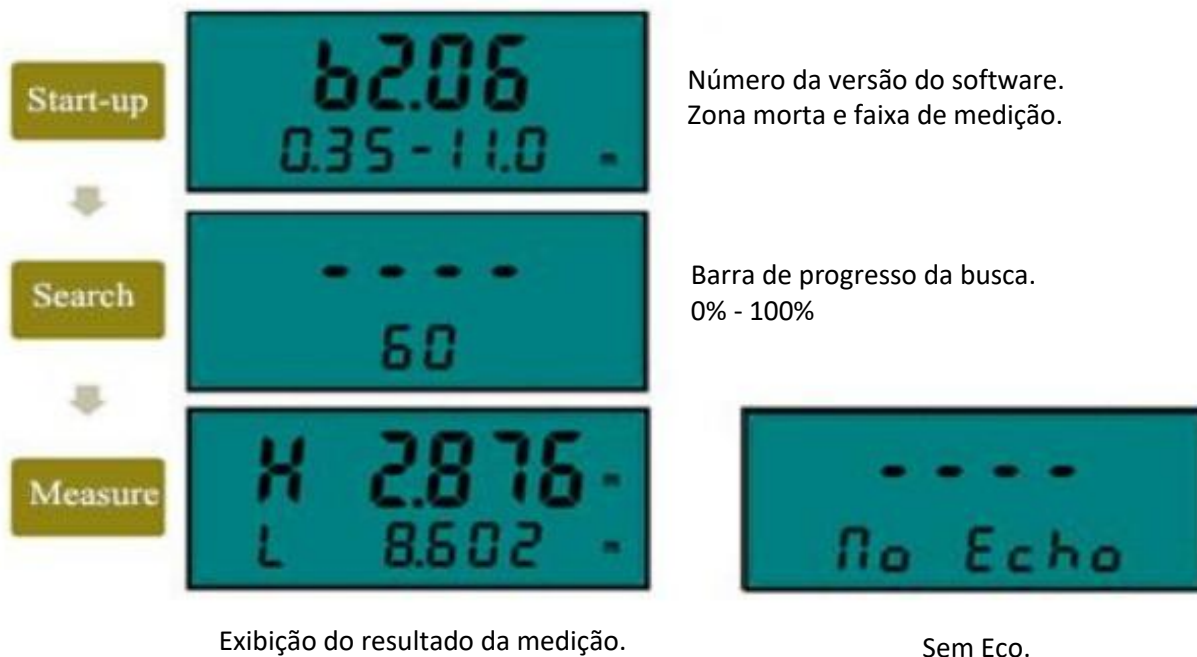 Start-up
b2.06
0.35-11.0 m
Número da versão do software.
Zona morta e faixa de medição.
Search
- - - -
60
Barra de progresso da busca.
0% - 100%
Measure
H 2.876 m
L 8.602 m
- - - -
No Echo
Exibição do resultado da medição.
Sem Eco.